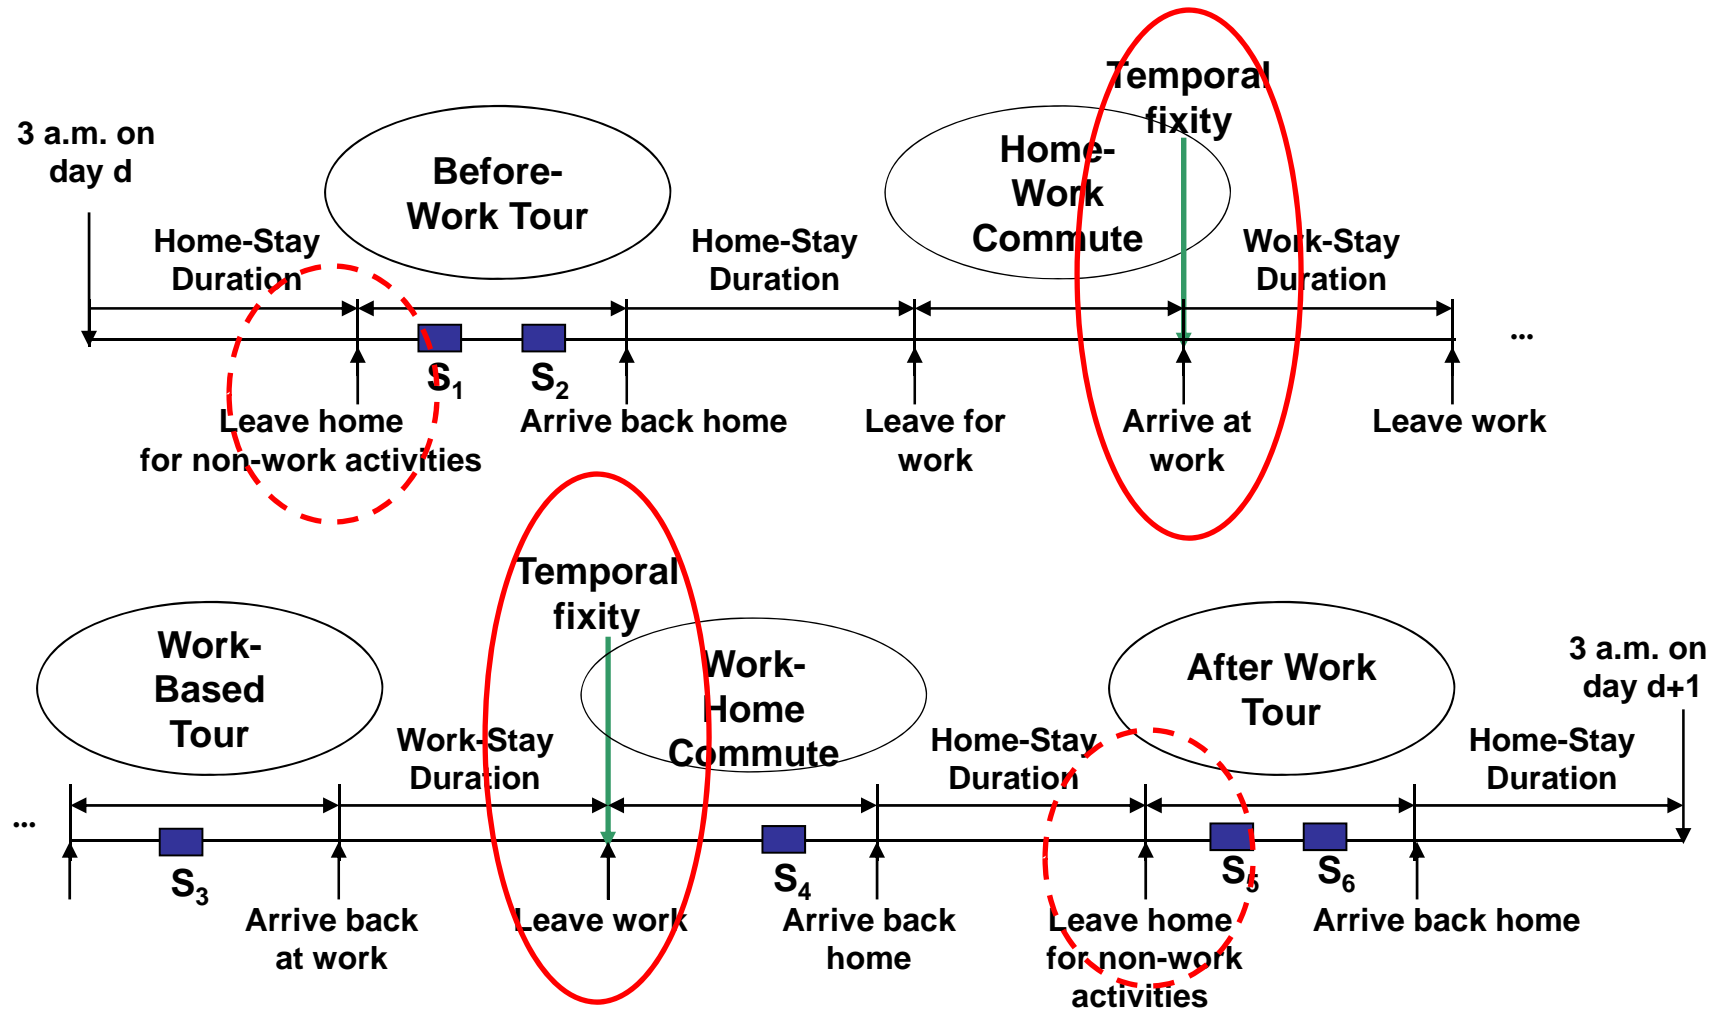 3 a.m. on
day d
Home-Stay
Duration
Before-
Work Tour
Home-Stay
Duration
Home-
Work
Commute
Temporal
fixity
Work-Stay
Duration
...
S1
S2
Leave home
for non-work activities
Arrive back home
Leave for
work
Arrive at
work
Leave work
...
Work-
Based
Tour
Work-Stay
Duration
Temporal
fixity
Work-
Home
Commute
Home-Stay
Duration
After Work
Tour
Home-Stay
Duration
3 a.m. on
day d+1
S3
S4
S5
S6
Arrive back
at work
Leave work
Arrive back
home
Leave home
for non-work
activities
Arrive back home